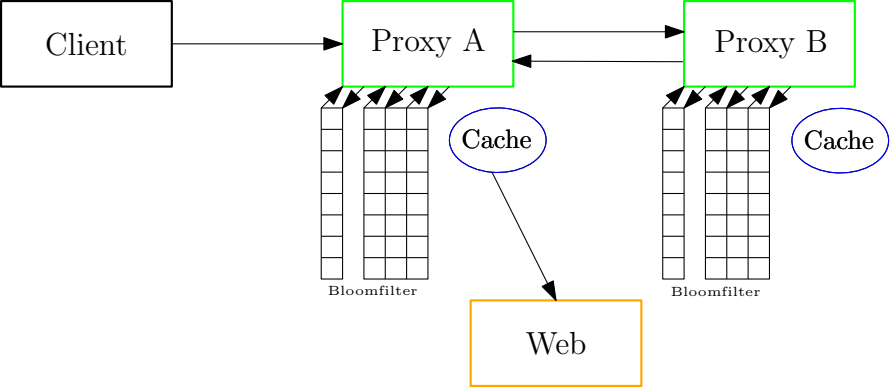 Client
Proxy A
Proxy B
Cache
Cache
Bloomfilter
Bloomfilter
Web